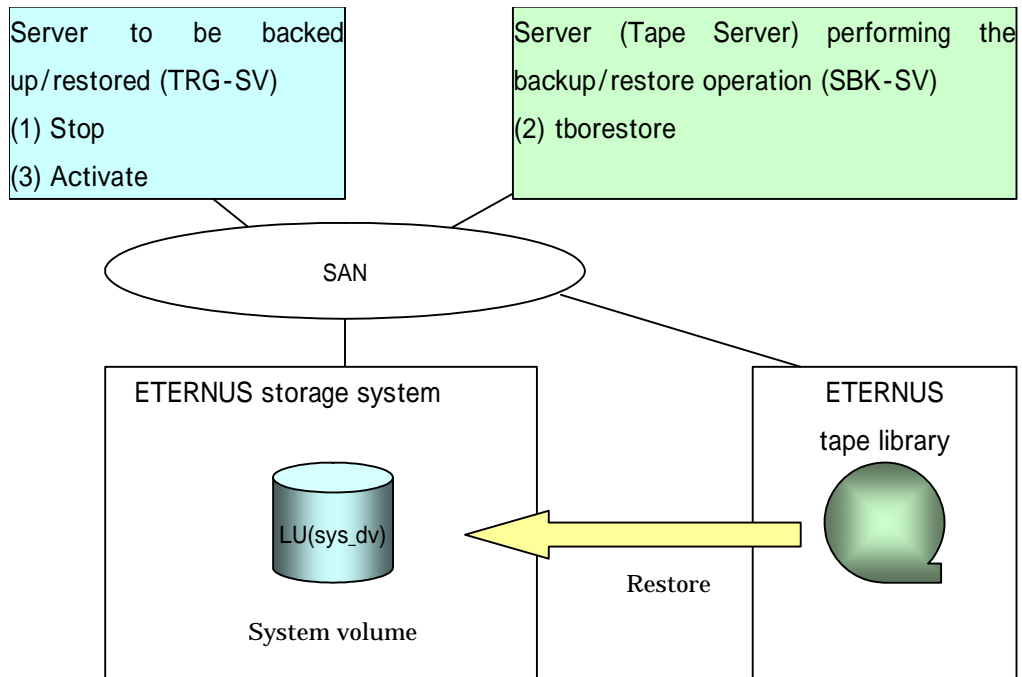 Server to be backed
up/restored (TRG-SV)
(1) Stop
(3) Activate
Server (Tape Server) performing the
backup/restore operation (SBK-SV)
(2) tborestore
SAN
ETERNUS storage system
LU(sys_dv)
System volume
ETERNUS
tape library
Restore